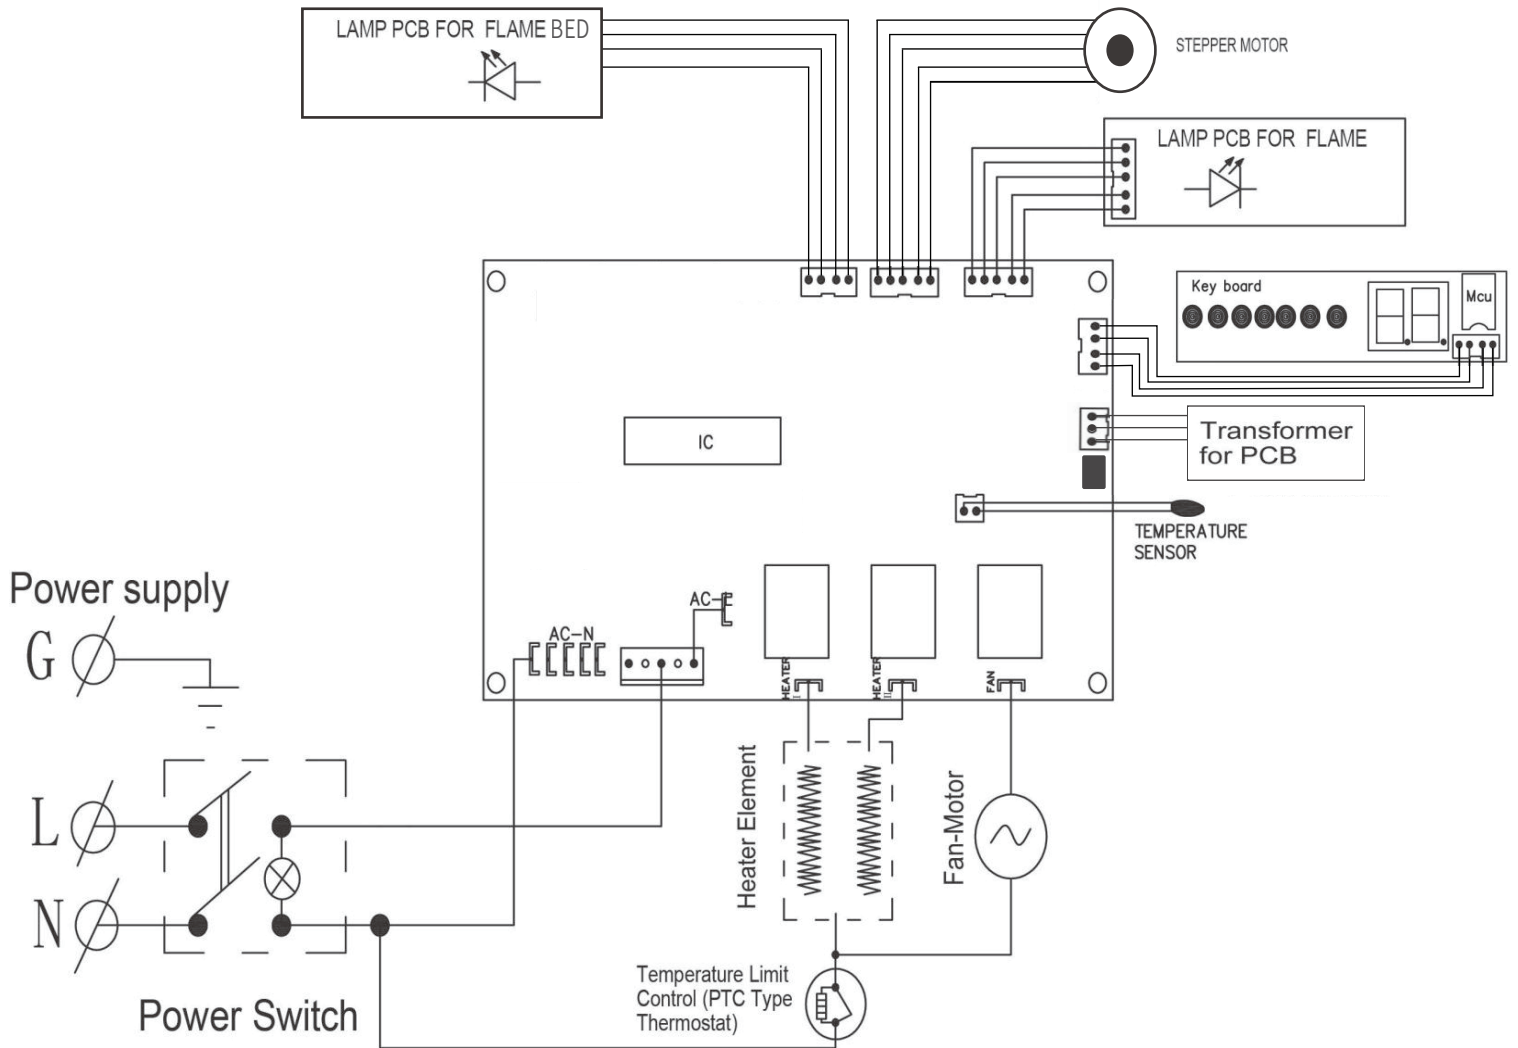 LAMP PCB FOR FLAME BED
STEPPER MOTOR
LAMP PCB FOR FLAME
Key board
Mcu
IC
Transformer
for PCB
TEMPERATURE
SENSOR
Power supply
G
AC-N
AC-L
HEATER
I
HEATER
II
FAN
L
N
Power Switch
Heater Element
Fan-Motor
Temperature Limit
Control (PTC Type
Thermostat)